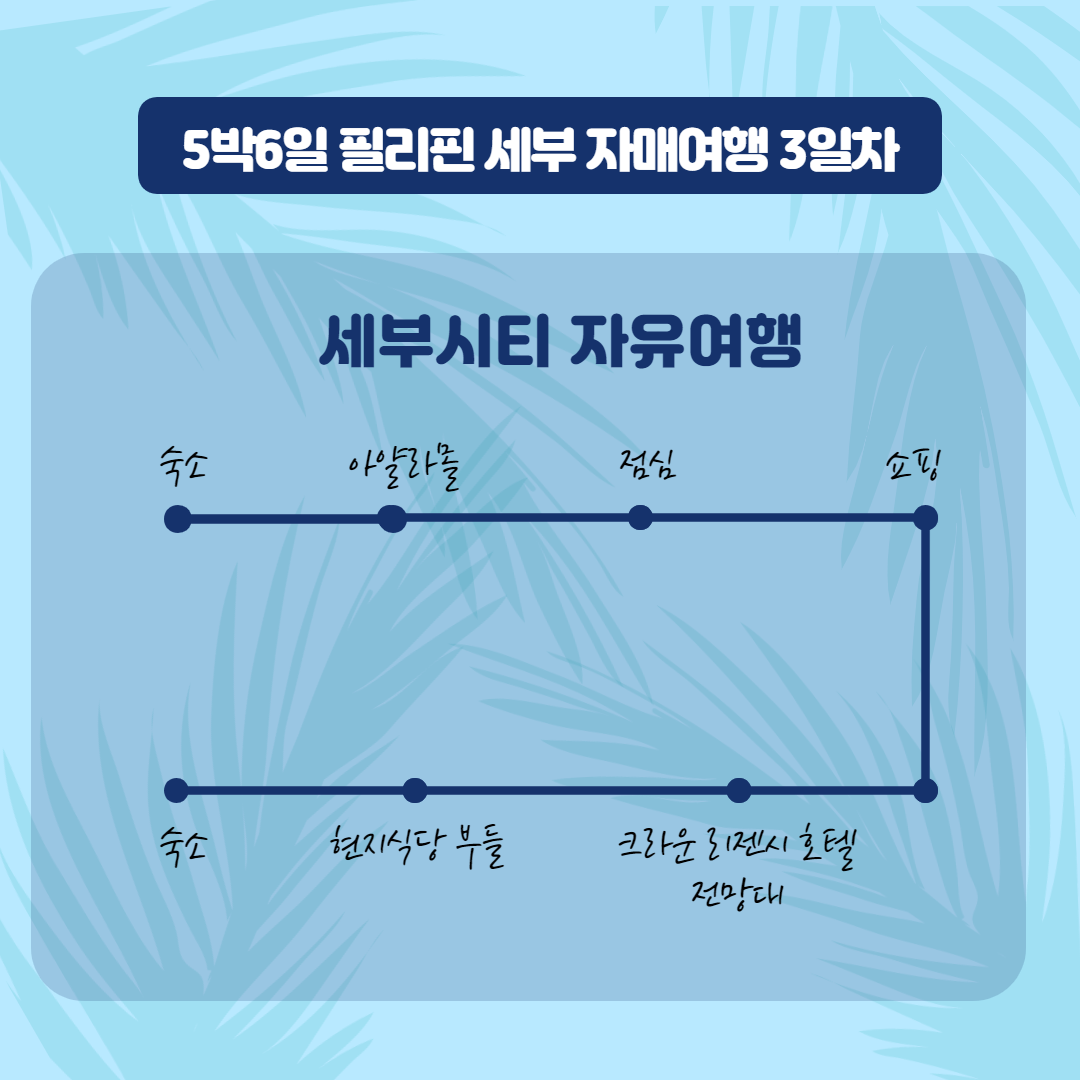 5박6일 필리핀 세부 자매여행 3일차
세부시티 자유여행
숙소 아얄라몰 점심 쇼핑
숙소 현지식당 부들 크라운 리젠시 호텔
전망대